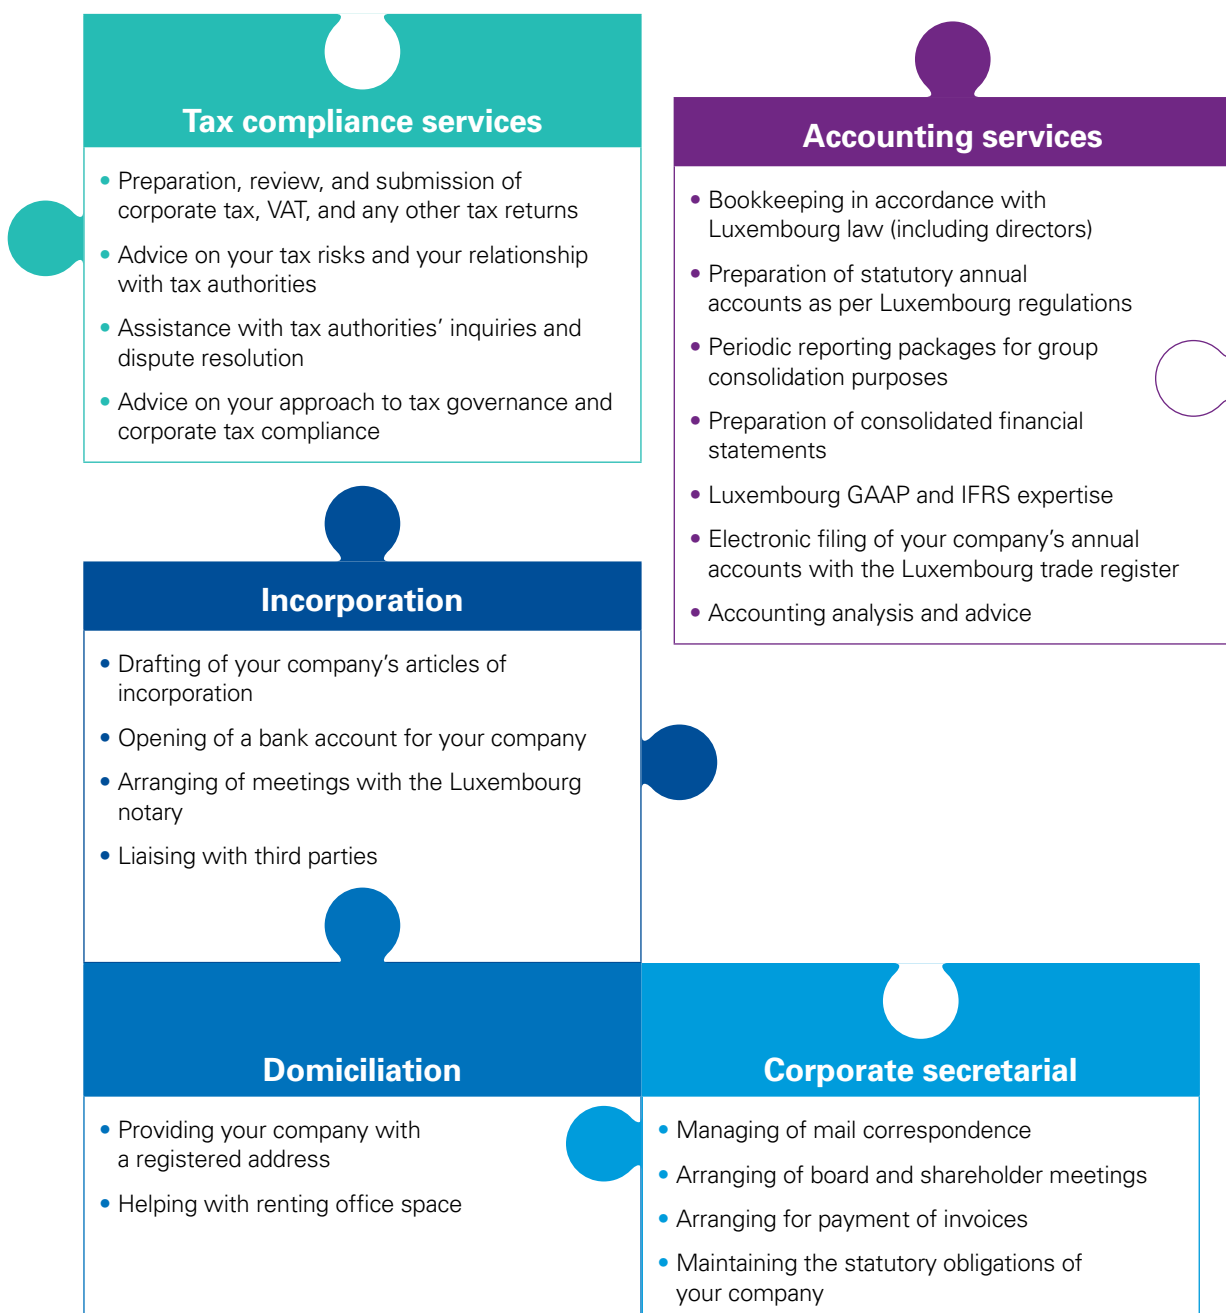 Tax compliance services
• Preparation, review, and submission of
corporate tax, VAT, and any other tax returns
• Advice on your tax risks and your relationship
with tax authorities
• Assistance with tax authorities’ inquiries and
dispute resolution
• Advice on your approach to tax governance and
corporate tax compliance
Accounting services
• Bookkeeping in accordance with
Luxembourg law (including directors)
• Preparation of statutory annual
accounts as per Luxembourg regulations
• Periodic reporting packages for group
consolidation purposes
• Preparation of consolidated financial
statements
• Luxembourg GAAP and IFRS expertise
• Electronic filing of your company’s annual
accounts with the Luxembourg trade register
• Accounting analysis and advice
Incorporation
• Drafting of your company’s articles of
incorporation
• Opening of a bank account for your company
• Arranging of meetings with the Luxembourg
notary
• Liaising with third parties
Domiciliation
• Providing your company with
a registered address
• Helping with renting office space
Corporate secretarial
• Managing of mail correspondence
• Arranging of board and shareholder meetings
• Arranging for payment of invoices
• Maintaining the statutory obligations of
your company